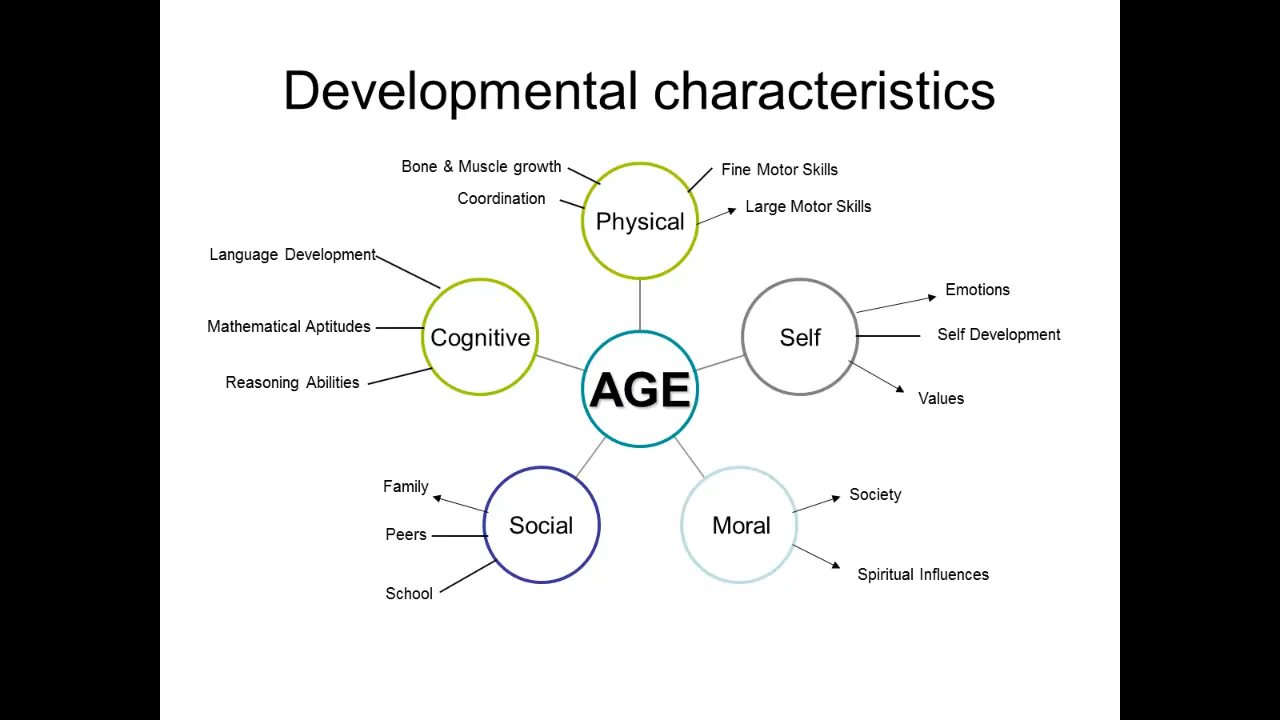 Developmental characteristics
Bone & Muscle growth
Fine Motor Skills
Coordination
Large Motor Skills
Physical
Language Development
Mathematical Aptitudes
Reasoning Abilities
Cognitive
Emotions
Self Development
Values
Self
AGE
Family
Peers
School
Social
Moral
Society
Spiritual Influences